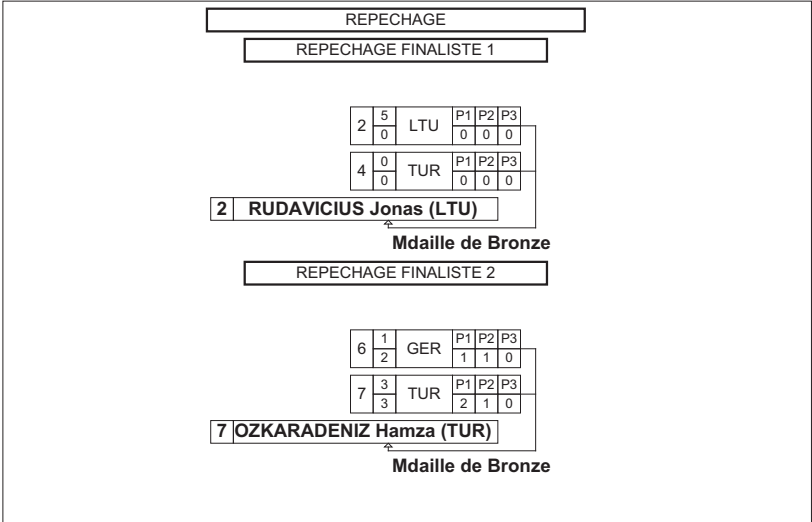 REPECHAGE
REPECHAGE FINALISTE 1
2 5 LTU P1 P2 P3
0 0 0 0
4 0 TUR P1 P2 P3
0 0 0 0
2 RUDAVICIUS Jonas (LTU)
Mdaille de Bronze
REPECHAGE FINALISTE 2
6 1 GER P1 P2 P3
2 1 1 0
7 3 TUR P1 P2 P3
3 2 1 0
7 OZKARADENIZ Hamza (TUR)
Mdaille de Bronze